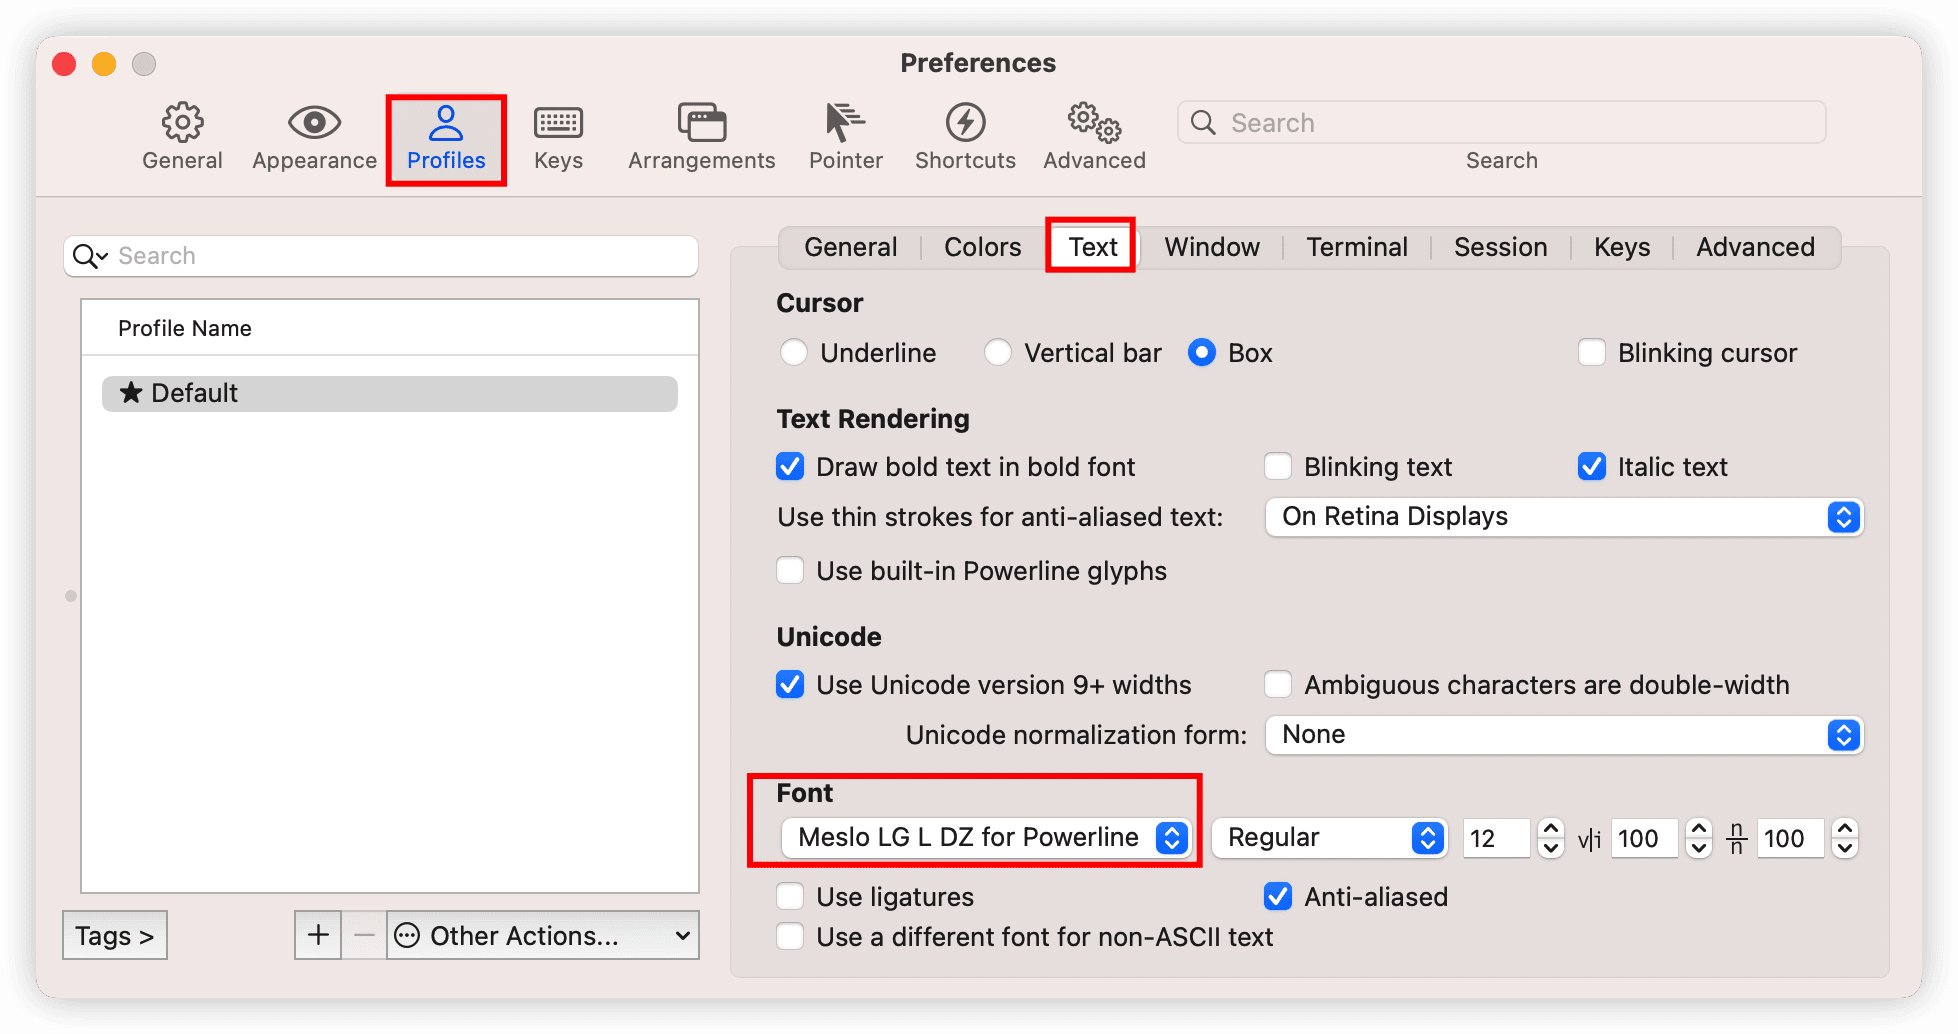 Preferences
General Appearance Profiles Keys Arrangements Pointer Shortcuts Advanced Search
Search
Search
Profile Name
★ Default
Tags >
+ − Other Actions...
General Colors Text Window Terminal Session Keys Advanced
Cursor
Underline Vertical bar Box Blinking cursor
Text Rendering
Draw bold text in bold font Blinking text Italic text
Use thin strokes for anti-aliased text: On Retina Displays
Use built-in Powerline glyphs
Unicode
Use Unicode version 9+ widths Ambiguous characters are double-width
Unicode normalization form: None
Font
Meslo LG L DZ for Powerline Regular 12 v|i 100 n/n 100
Use ligatures Anti-aliased
Use a different font for non-ASCII text